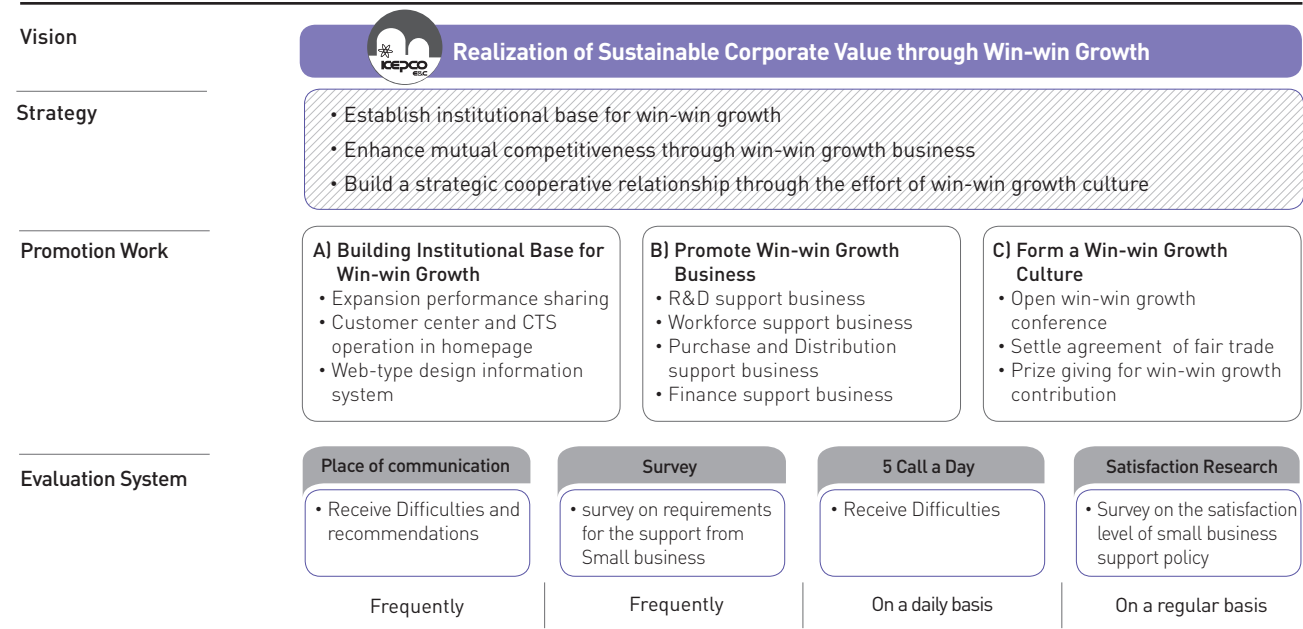 Vision
KEPCO
E&C
Realization of Sustainable Corporate Value through Win-win Growth
Strategy
• Establish institutional base for win-win growth
• Enhance mutual competitiveness through win-win growth business
• Build a strategic cooperative relationship through the effort of win-win growth culture
Promotion Work
A) Building Institutional Base for
Win-win Growth
• Expansion performance sharing
• Customer center and CTS
operation in homepage
• Web-type design information
system
B) Promote Win-win Growth
Business
• R&D support business
• Workforce support business
• Purchase and Distribution
support business
• Finance support business
C) Form a Win-win Growth
Culture
• Open win-win growth
conference
• Settle agreement of fair trade
• Prize giving for win-win growth
contribution
Evaluation System
Place of communication
• Receive Difficulties and
recommendations
Frequently
Survey
• survey on requirements
for the support from
Small business
Frequently
5 Call a Day
• Receive Difficulties
On a daily basis
Satisfaction Research
• Survey on the satisfaction
level of small business
support policy
On a regular basis